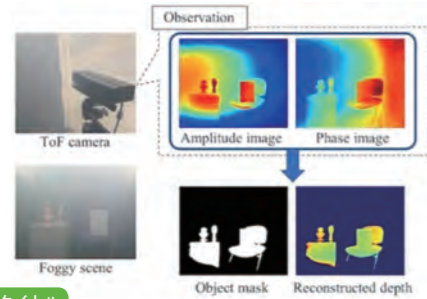 Observation
ToF camera
Amplitude image
Phase image
Foggy scene
Object mask
Reconstructed depth